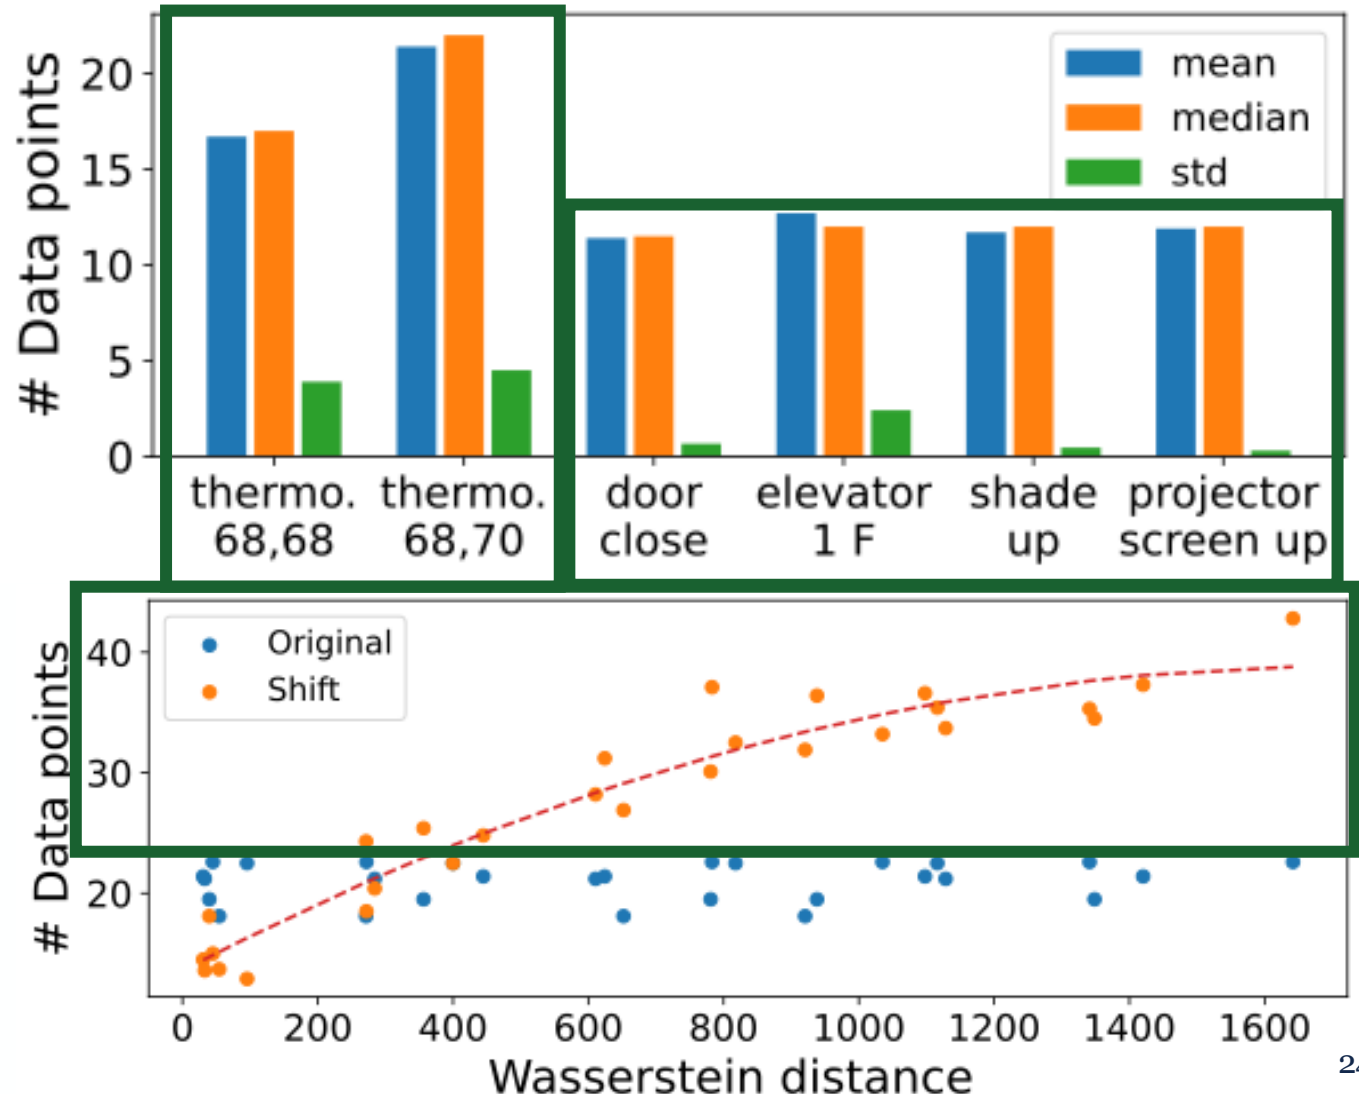 # Data points
20
15
10
5
0
mean
median
std
thermo. thermo. door elevator shade projector
68,68 68,70 close 1 F up screen up
# Data points
40
30
20
Original
Shift
0 200 400 600 800 1000 1200 1400 1600
Wasserstein distance